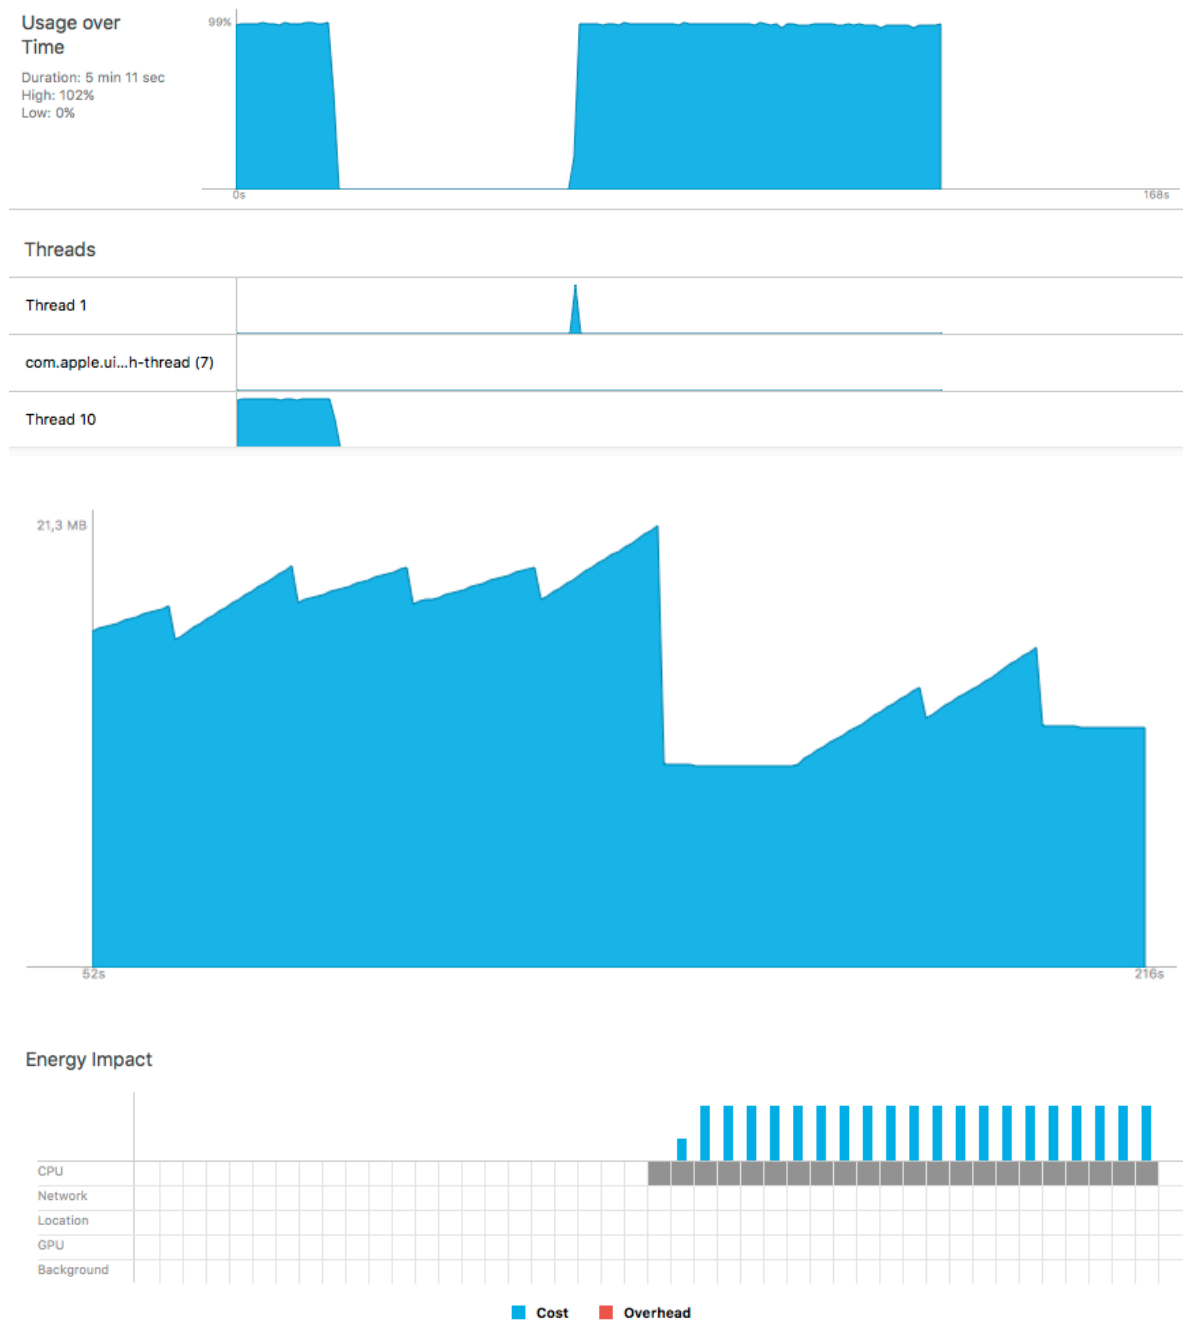 Usage over
Time
Duration: 5 min 11 sec
High: 102%
Low: 0%
99%
0s
168s
Threads
Thread 1
com.apple.ui...h-thread (7)
Thread 10
21,3 MB
52s
216s
Energy Impact
CPU
Network
Location
GPU
Background
Cost
Overhead